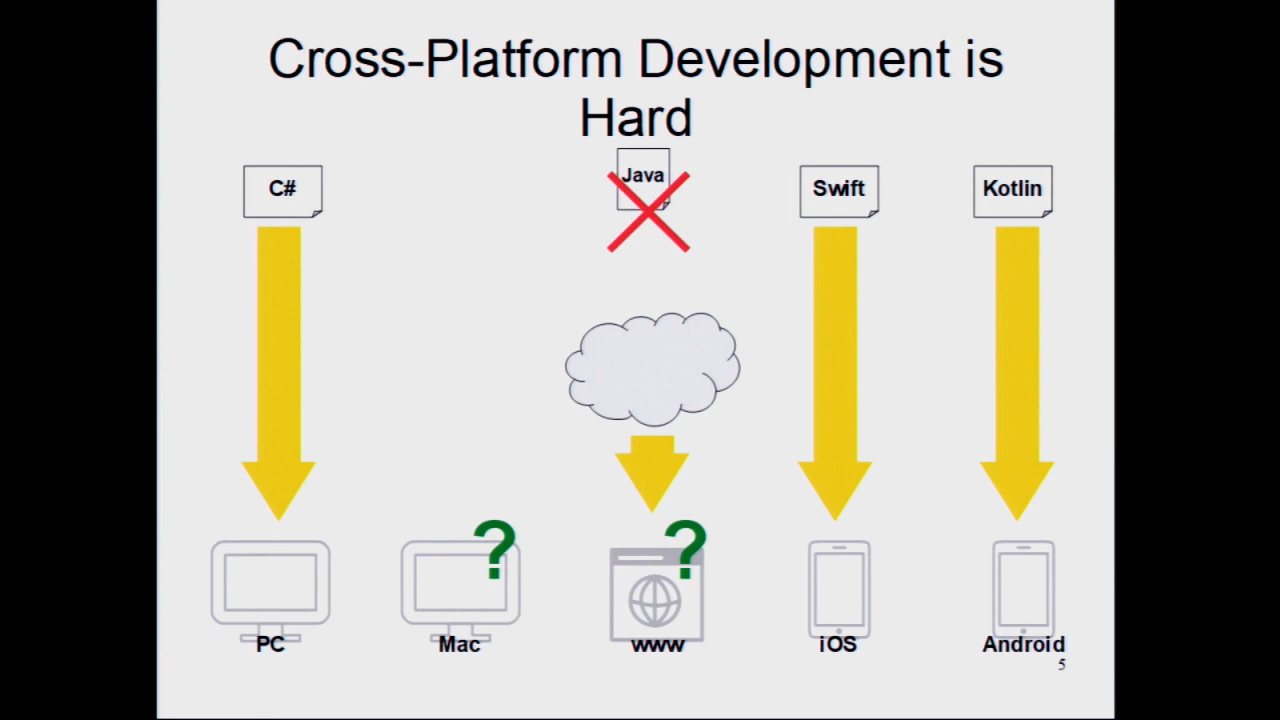 Cross-Platform Development is
Hard
C#
Java
Swift
Kotlin
?
?
PC
Mac
www
iOS
Android
5